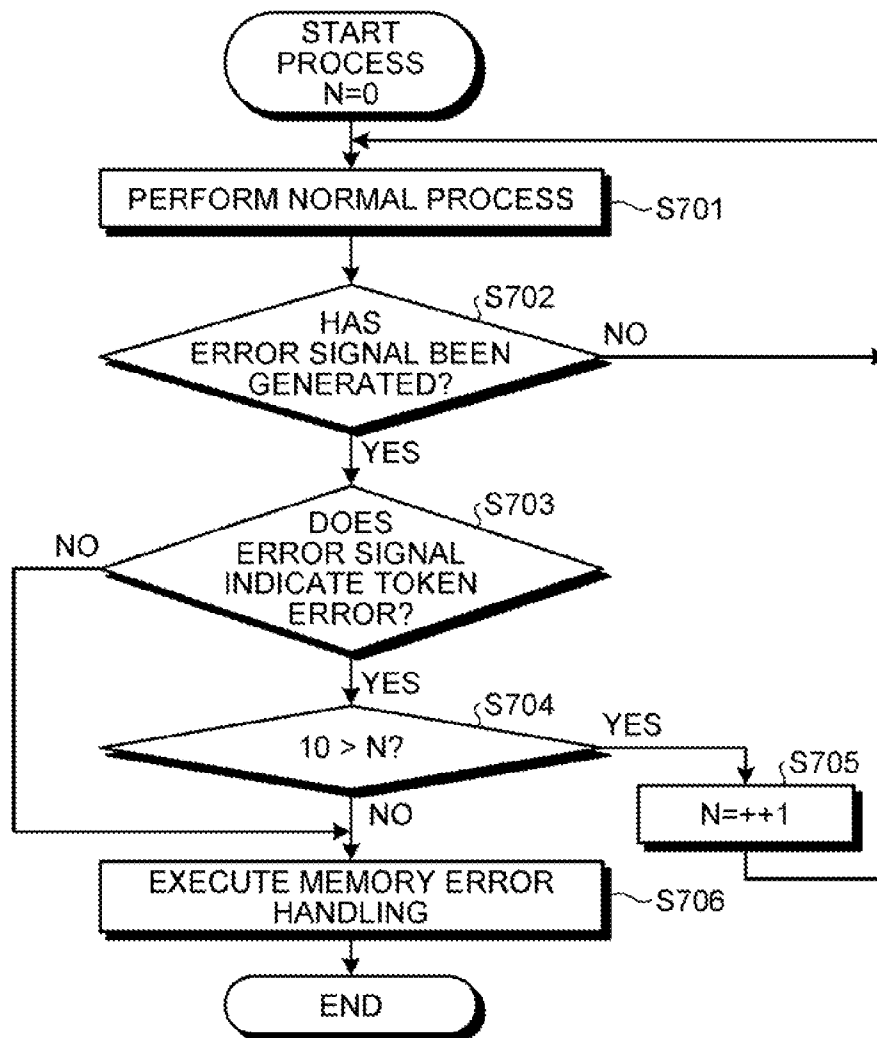 START
PROCESS
N=0
PERFORM NORMAL PROCESS
S701
S702
HAS
ERROR SIGNAL BEEN
GENERATED?
NO
YES
S703
DOES
ERROR SIGNAL
INDICATE TOKEN
ERROR?
NO
YES
S704
10 > N?
YES
S705
N=++1
NO
EXECUTE MEMORY ERROR
HANDLING
S706
END